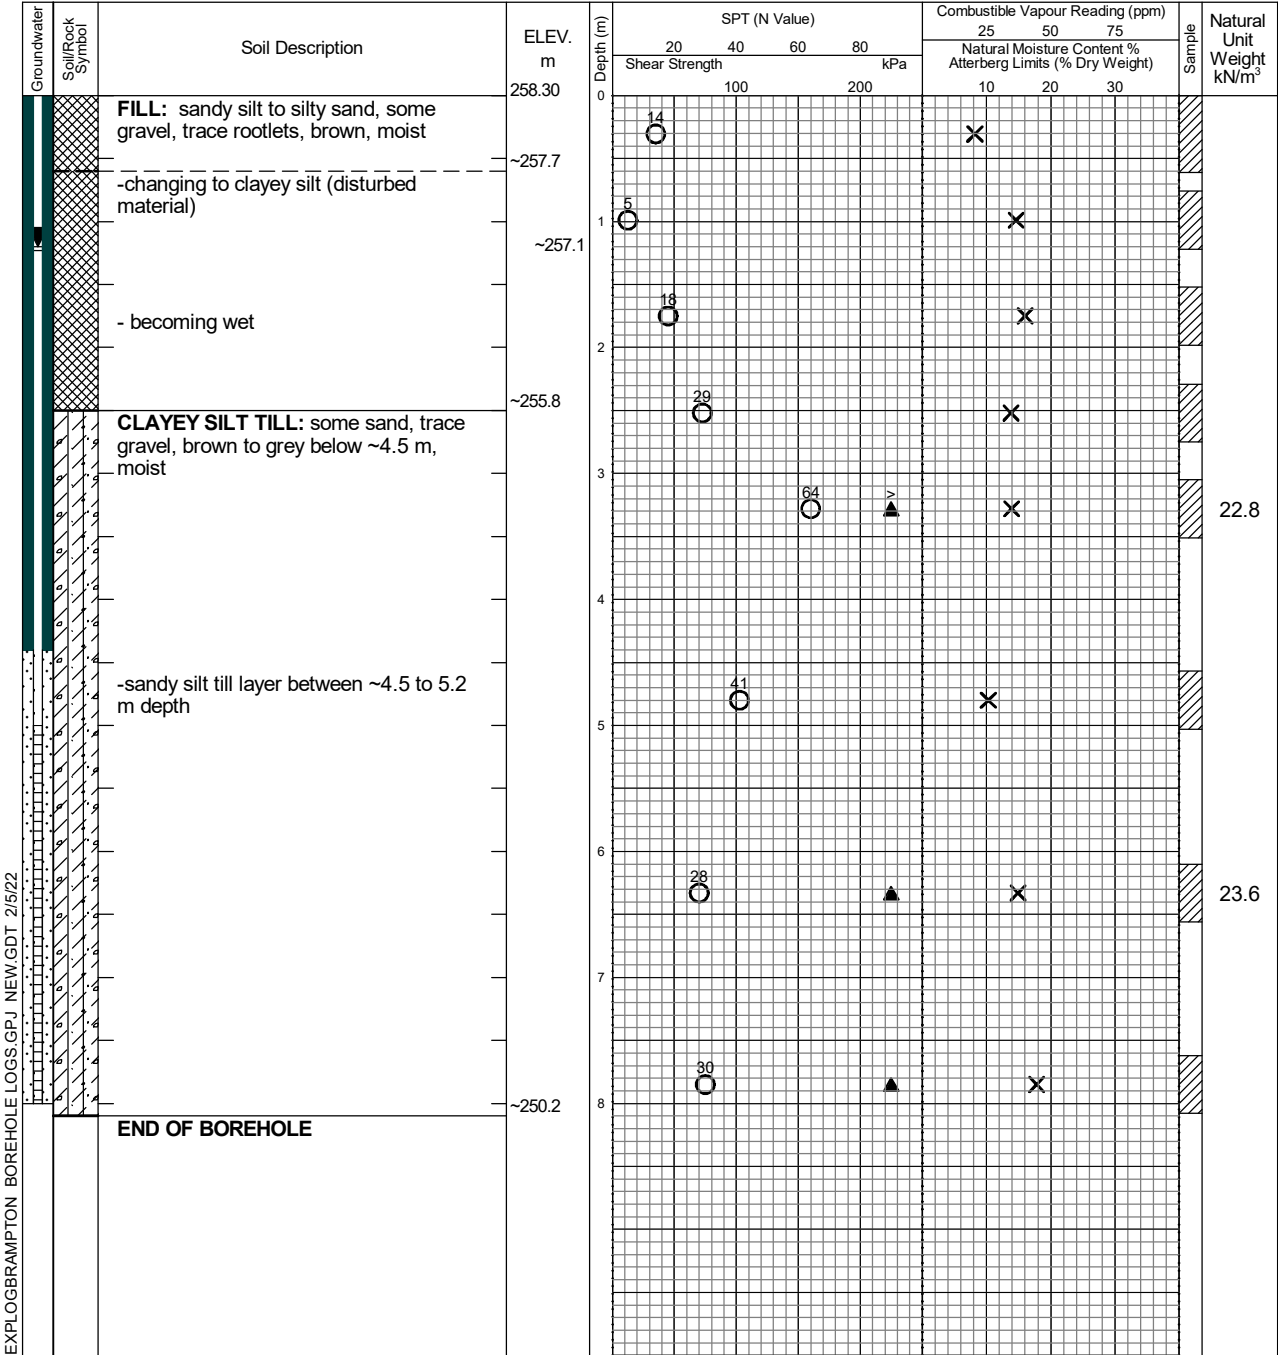 Groundwater
Soil/Rock
Symbol
Soil Description
ELEV.
m
Depth (m)
SPT (N Value)
20 40 60 80
Shear Strength kPa
100 200
Combustible Vapour Reading (ppm)
25 50 75
Natural Moisture Content %
Atterberg Limits (% Dry Weight)
10 20 30
Sample
Natural
Unit
Weight
kN/m³
258.30
0
FILL: sandy silt to silty sand, some
gravel, trace rootlets, brown, moist
14
~257.7
-changing to clayey silt (disturbed
material)
5
1
~257.1
18
- becoming wet
2
29
~255.8
CLAYEY SILT TILL: some sand, trace
gravel, brown to grey below ~4.5 m,
moist
3
64
>
22.8
4
-sandy silt till layer between ~4.5 to 5.2
m depth
41
5
6
28
23.6
7
30
8
~250.2
END OF BOREHOLE
EXPLOGBRAMPTON BOREHOLE LOGS.GPJ NEW.GDT 2/5/22